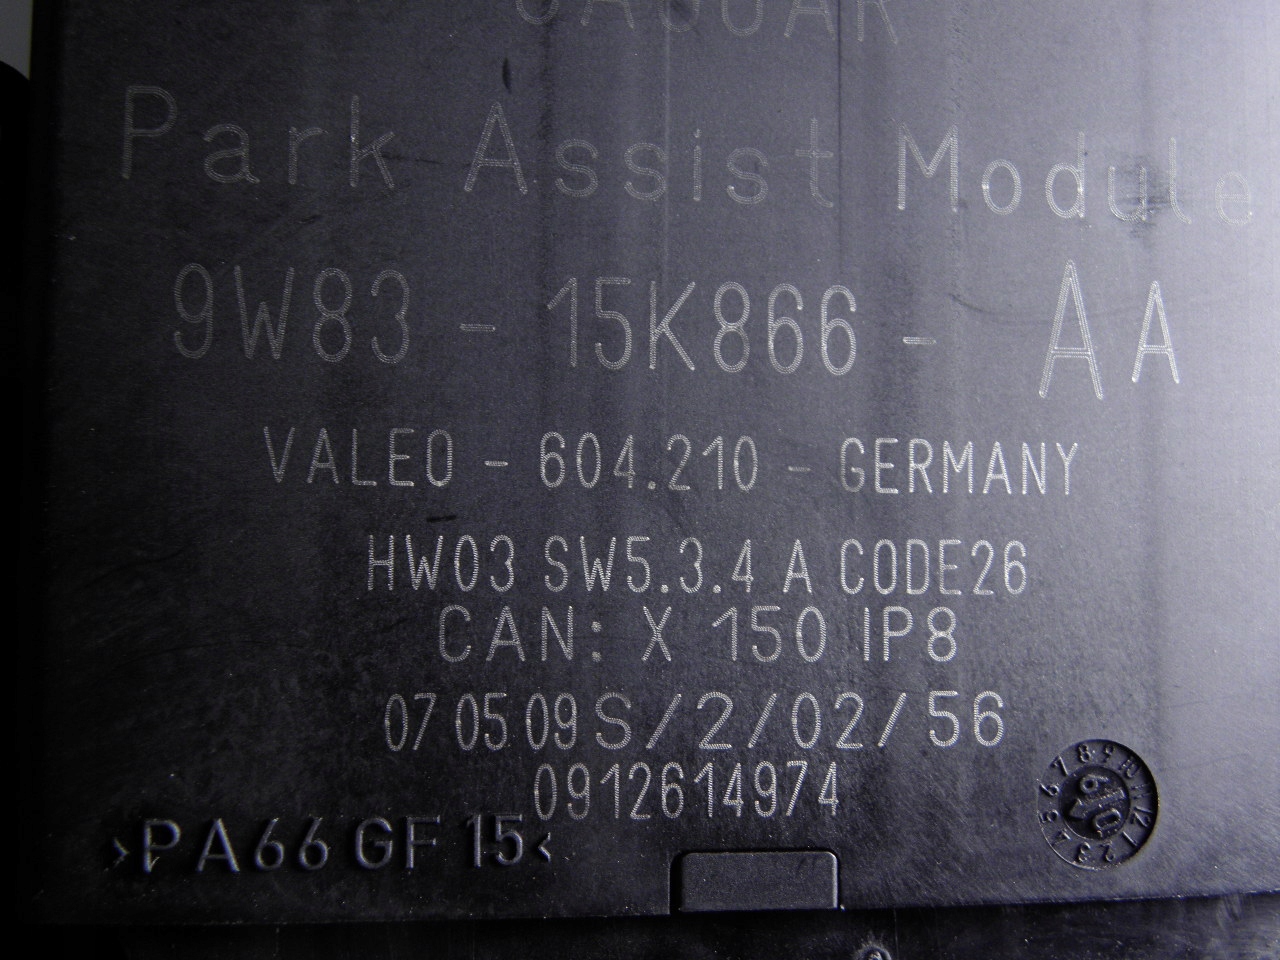 JAGUAR
Park Assist Module
9W83 - 15K866 - AA
VALEO - 604.210 - GERMANY
HW03 SW5.3.4 A CODE26
CAN: X 150 IP8
07 05 09 S/2/02/56
0912614974
>PA66 GF 15<